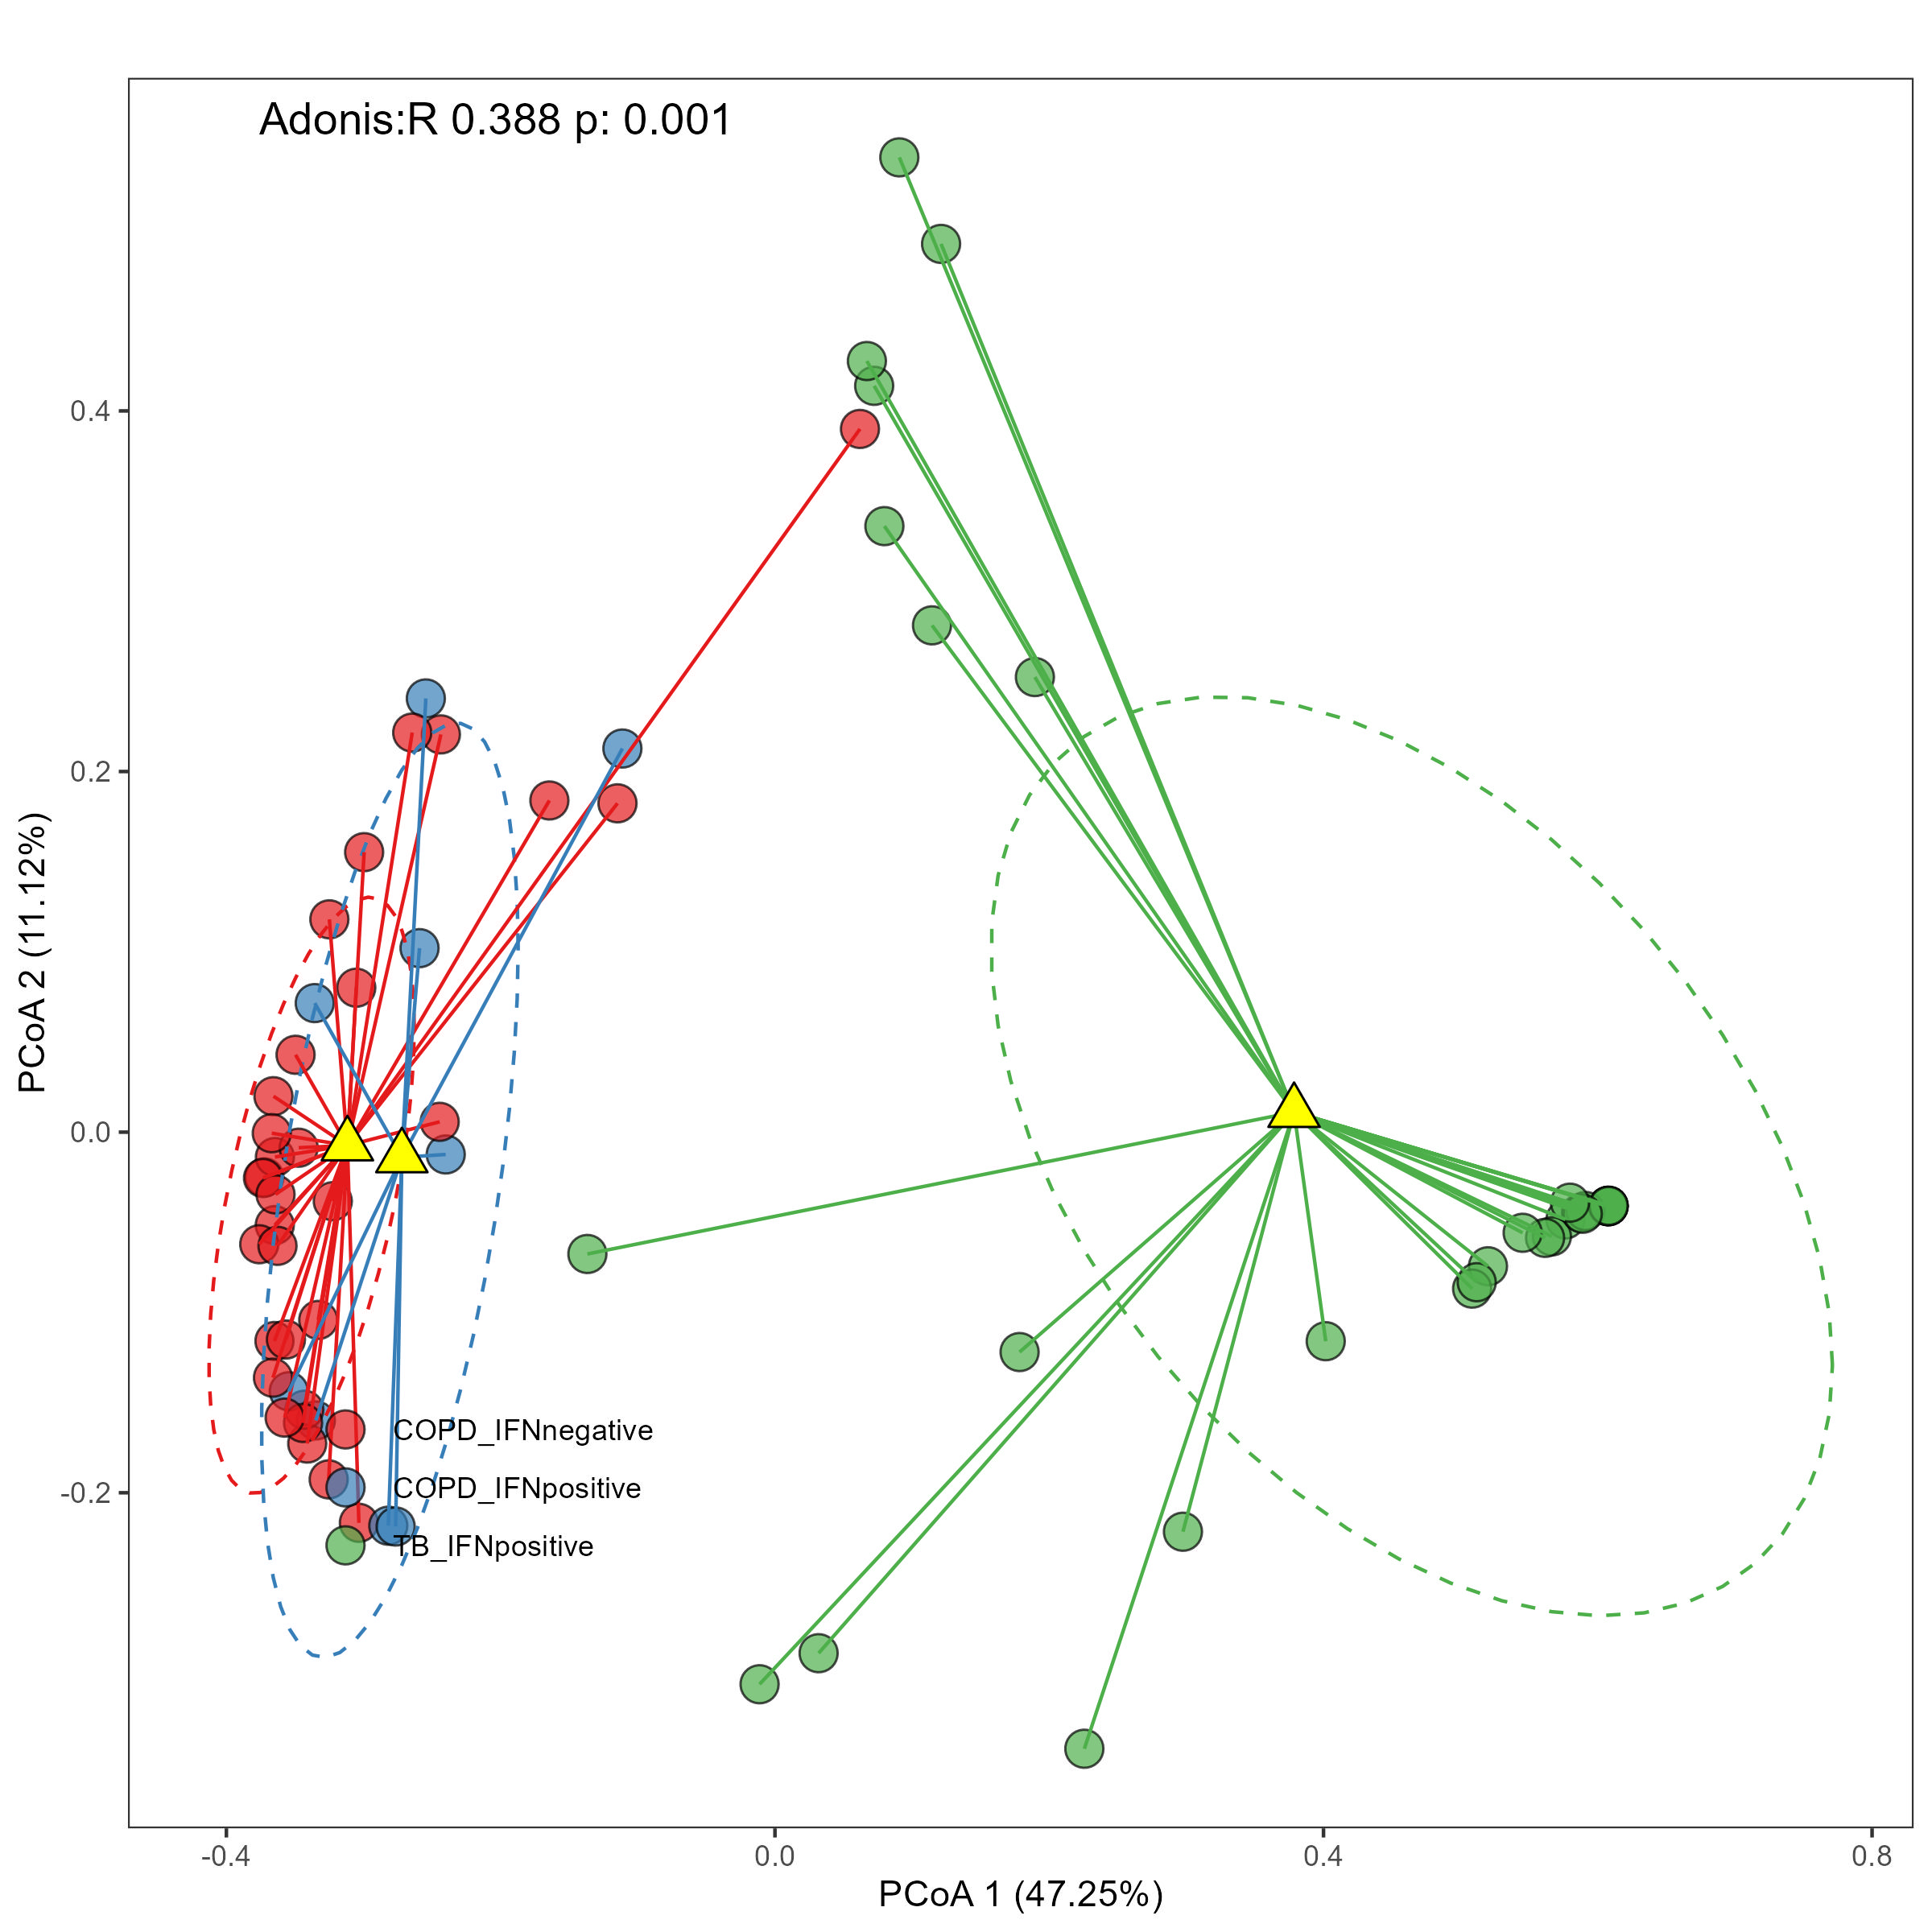 Adonis:R 0.388 p: 0.001
0.4
0.2
0.0
-0.2
PCoA 2 (11.12%)
COPD_IFNnegative
COPD_IFNpositive
TB_IFNpositive
-0.4 0.0 0.4 0.8
PCoA 1 (47.25%)